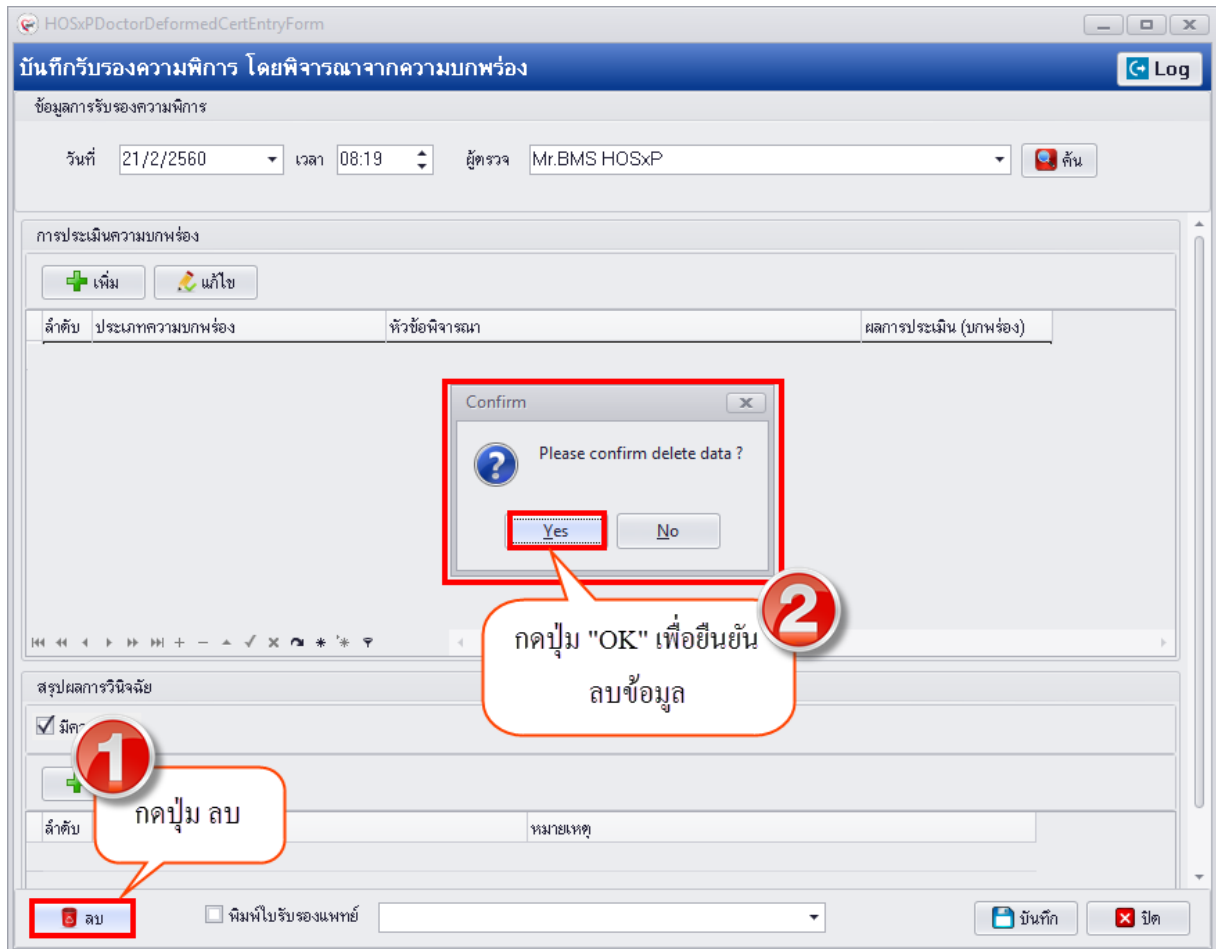 HOSxPDoctorDeformedCertEntryForm
บันทึกรับรองความพิการ โดยพิจารณาจากความบกพร่อง
Log
ข้อมูลการรับรองความพิการ
วันที่ 21/2/2560 เวลา 08:19 ผู้ตรวจ Mr.BMS HOSxP ค้น
การประเมินความบกพร่อง
เพิ่ม แก้ไข
ลำดับ ประเภทความบกพร่อง หัวข้อพิจารณา ผลการประเมิน (บกพร่อง)
Confirm
Please confirm delete data ?
Yes No
2
กดปุ่ม "OK" เพื่อยืนยัน
ลบข้อมูล
สรุปผลการวินิจฉัย
1
กดปุ่ม ลบ
ลำดับ หมายเหตุ
ลบ พิมพ์ใบรับรองแพทย์ บันทึก ปิด